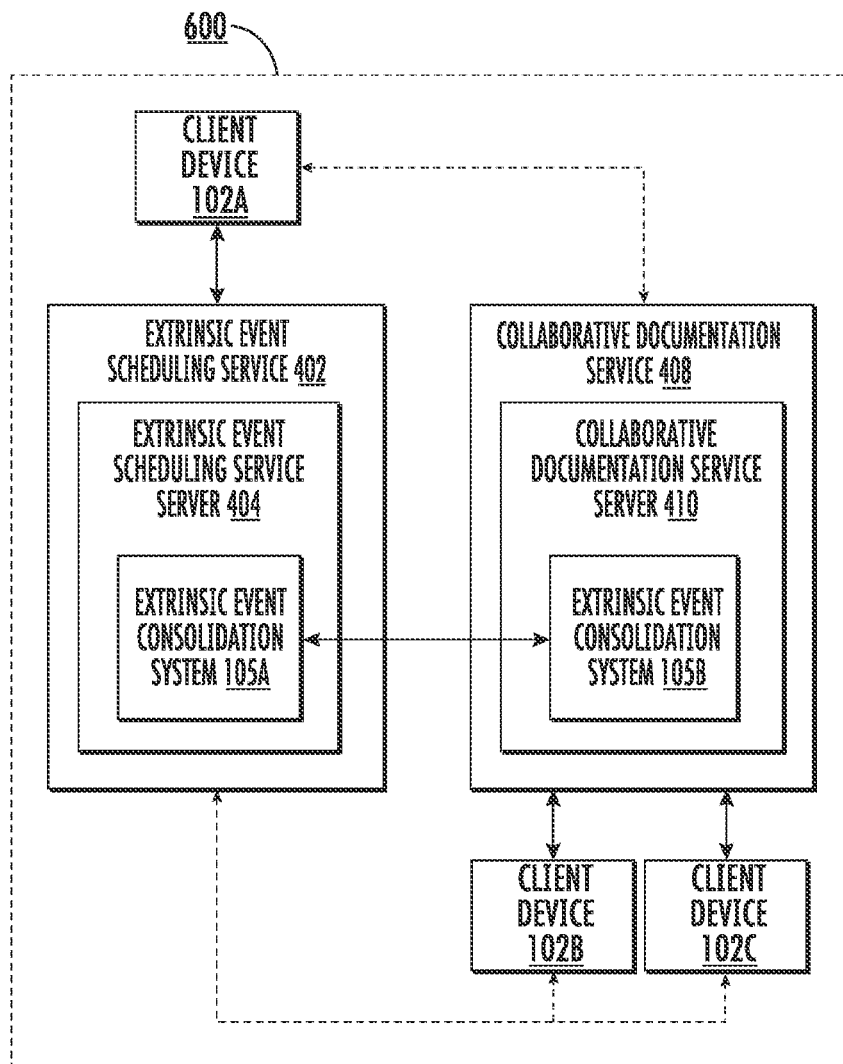 600
CLIENT
DEVICE
102A
EXTRINSIC EVENT
SCHEDULING SERVICE 402
EXTRINSIC EVENT
SCHEDULING SERVICE
SERVER 404
EXTRINSIC EVENT
CONSOLIDATION
SYSTEM 105A
COLLABORATIVE DOCUMENTATION
SERVICE 408
COLLABORATIVE
DOCUMENTATION SERVICE
SERVER 410
EXTRINSIC EVENT
CONSOLIDATION
SYSTEM 105B
CLIENT
DEVICE
102B
CLIENT
DEVICE
102C